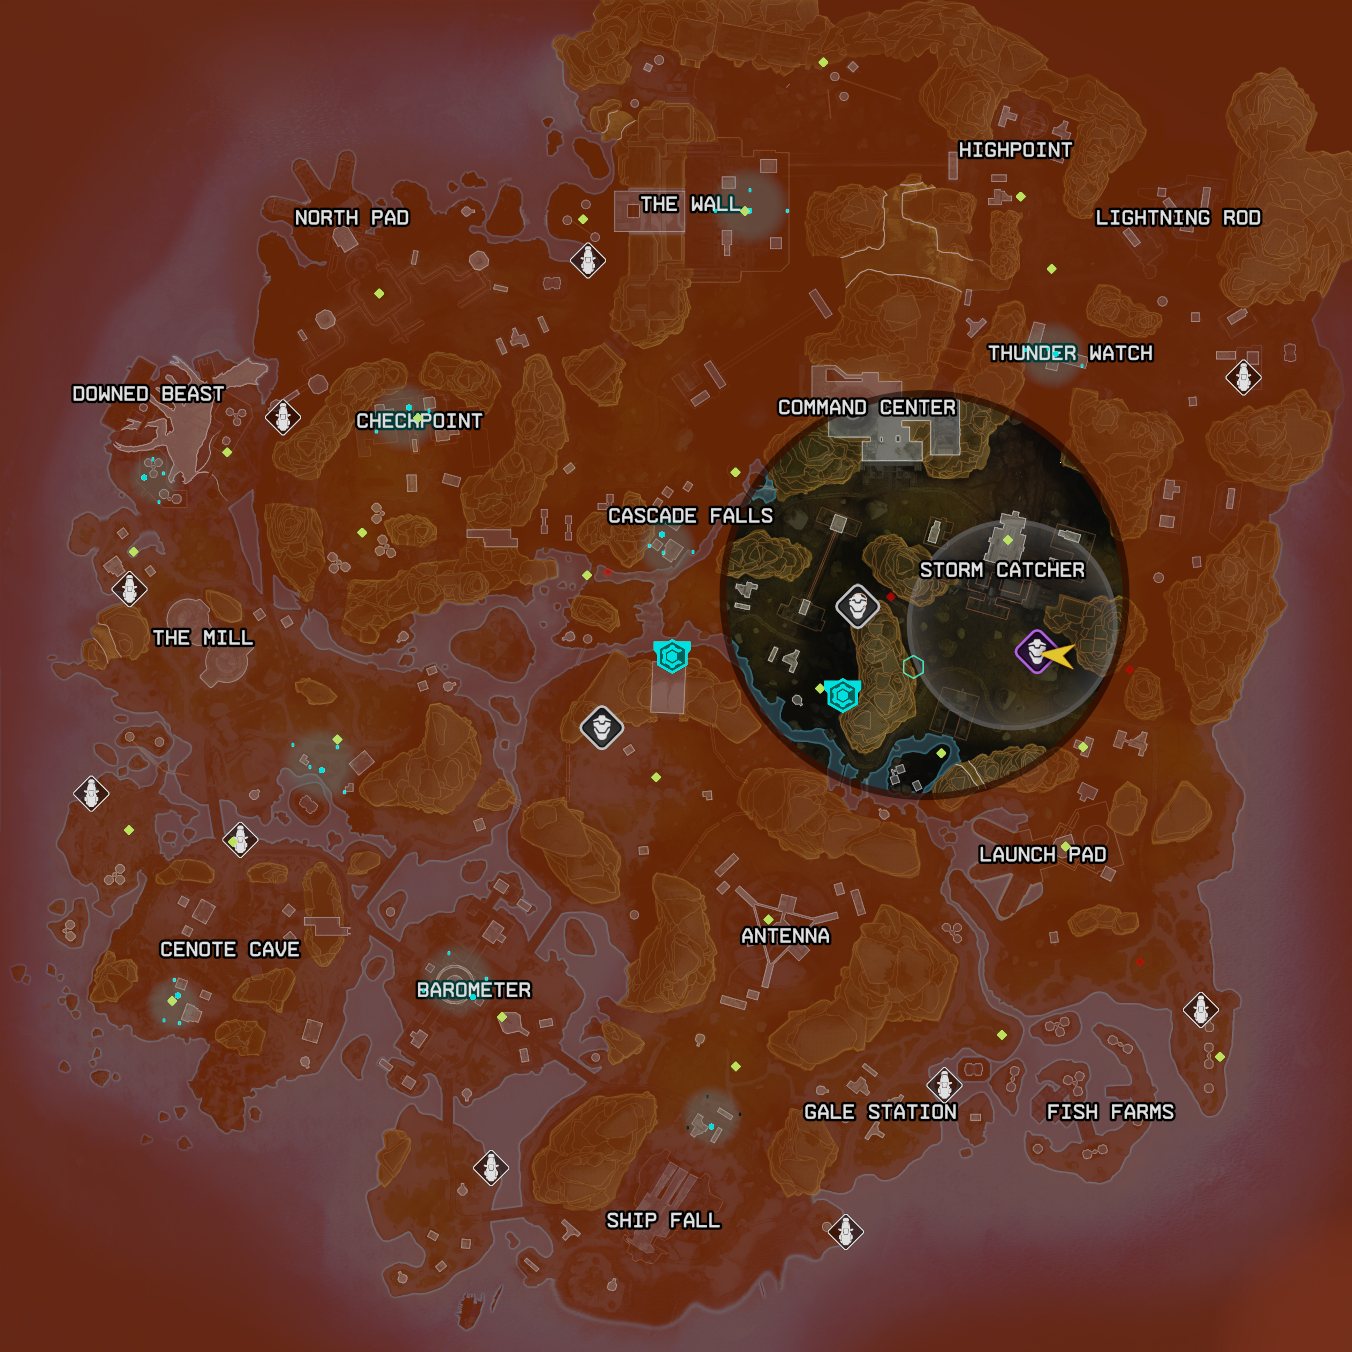 HIGHPOINT
THE WALL
NORTH PAD
LIGHTNING ROD
THUNDER WATCH
DOWNED BEAST
COMMAND CENTER
CHECKPOINT
CASCADE FALLS
STORM CATCHER
THE MILL
LAUNCH PAD
ANTENNA
CENOTE CAVE
BAROMETER
GALE STATION
FISH FARMS
SHIP FALL